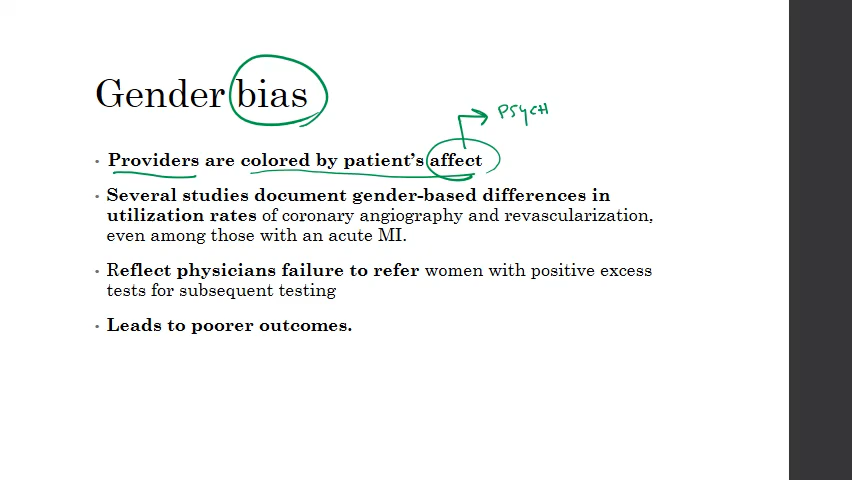 Gender bias
PSYCH
• Providers are colored by patient's affect
• Several studies document gender-based differences in
utilization rates of coronary angiography and revascularization,
even among those with an acute MI.
• Reflect physicians failure to refer women with positive excess
tests for subsequent testing
• Leads to poorer outcomes.